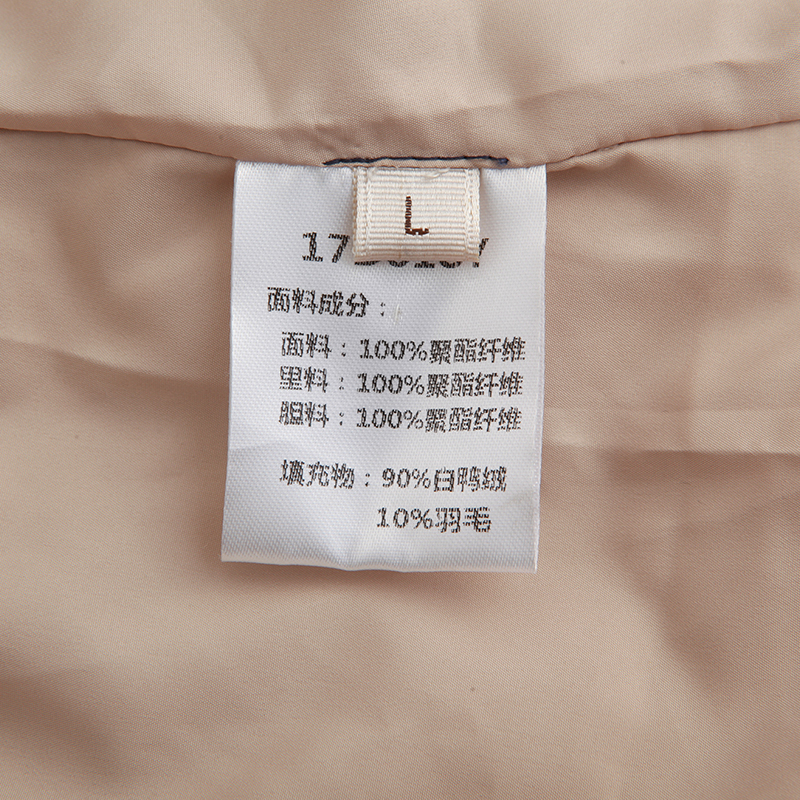 L
面料成分：
面料：100%聚酯纤维
里料：100%聚酯纤维
胆料：100%聚酯纤维
填充物：90%白鸭绒
10%羽毛